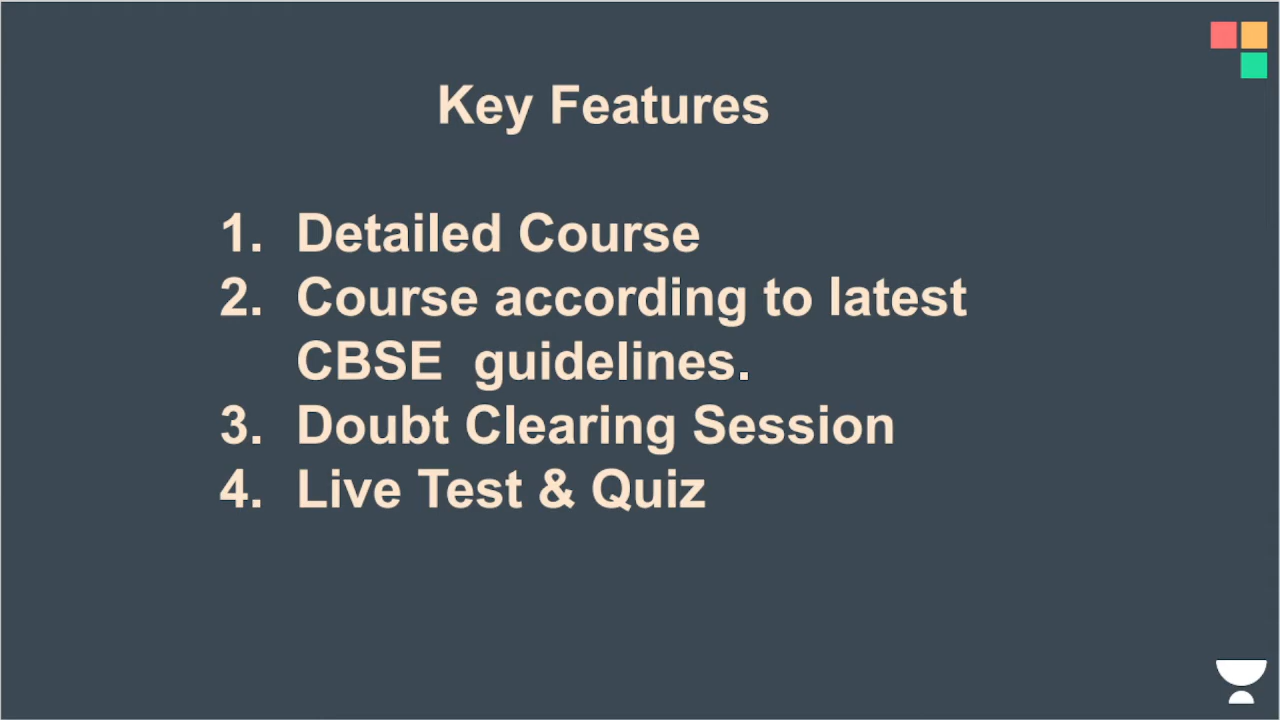 Key Features
1. Detailed Course
2. Course according to latest
CBSE  guidelines.
3. Doubt Clearing Session
4. Live Test & Quiz